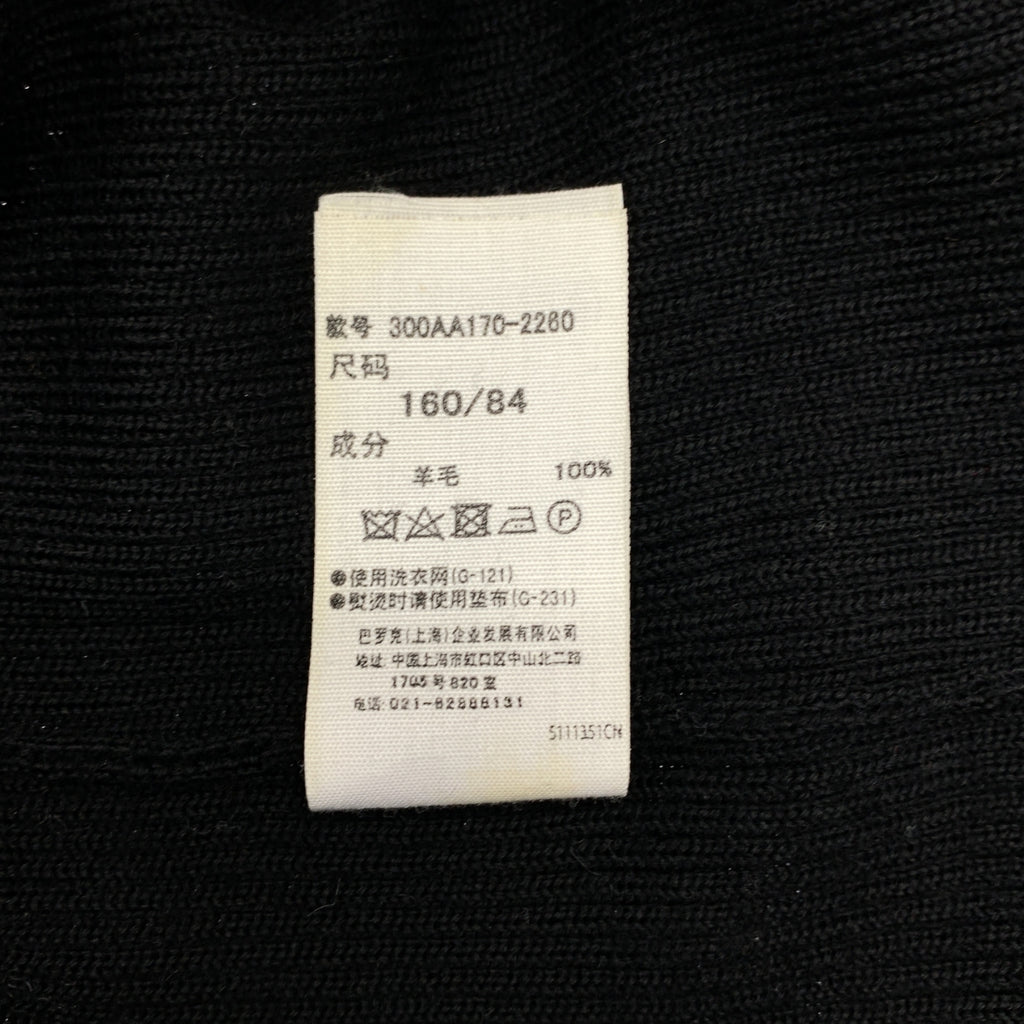 款号 300AA170-2260
尺码
160/84
成分
羊毛 100%
P
●使用洗衣网(G-121)
●熨烫时请使用垫布(G-231)
巴罗克(上海)企业发展有限公司
地址:中国上海市虹口区中山北二路
1705号820室
电话:021-62888131
5111351CN